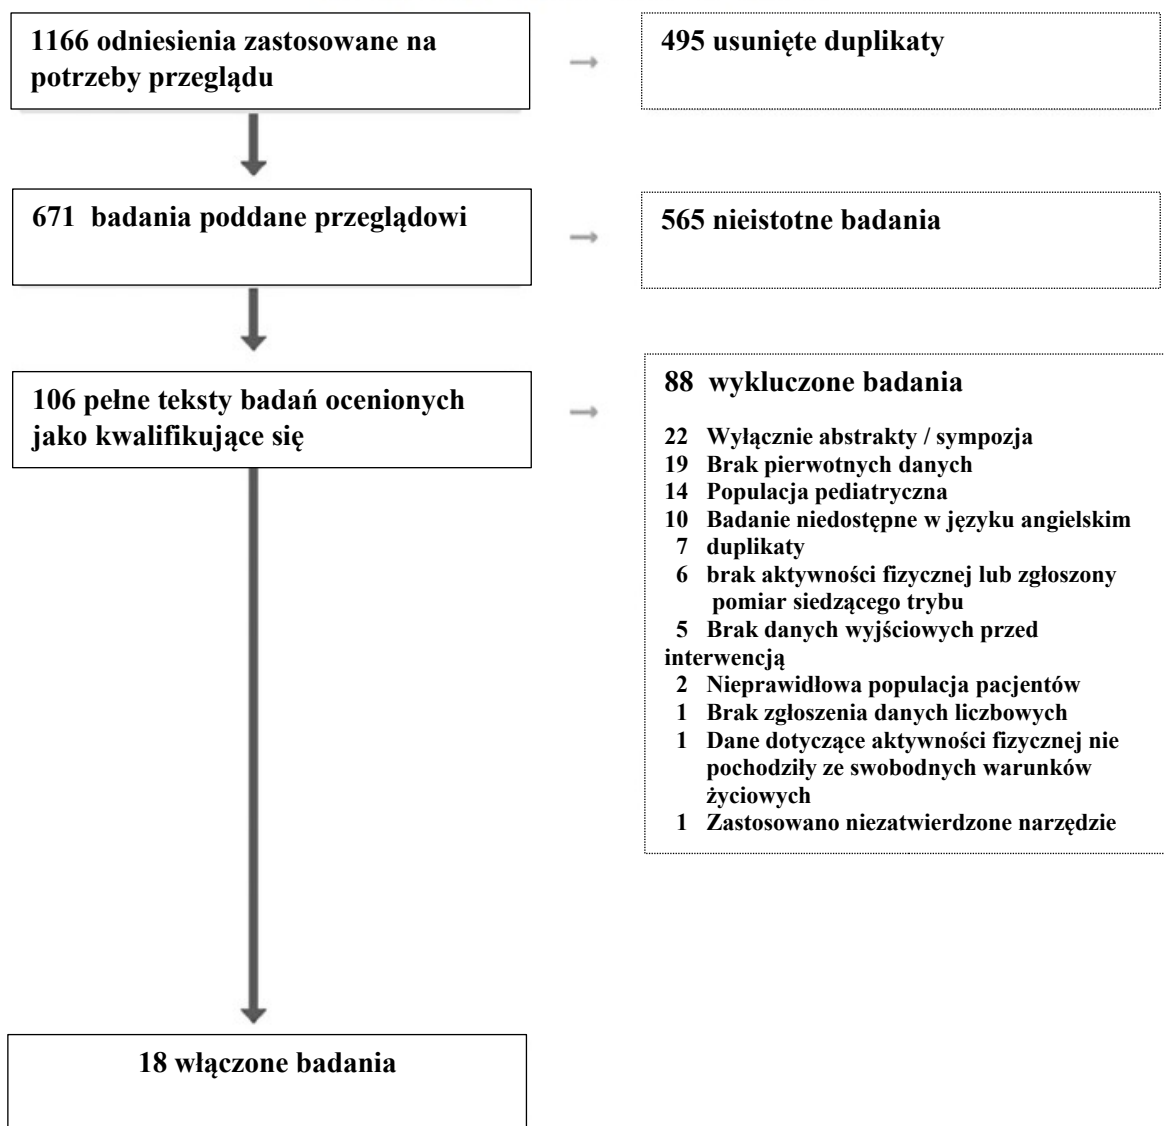 1166 odniesienia zastosowane na
potrzeby przeglądu
495 usunięte duplikaty
671 badania poddane przeglądowi
565 nieistotne badania
106 pełne teksty badań ocenionych
jako kwalifikujące się
88 wykluczone badania
22 Wyłącznie abstrakty / sympozja
19 Brak pierwotnych danych
14 Populacja pediatryczna
10 Badanie niedostępne w języku angielskim
7 duplikaty
6 brak aktywności fizycznej lub zgłoszony
pomiar siedzącego trybu
5 Brak danych wyjściowych przed
interwencją
2 Nieprawidłowa populacja pacjentów
1 Brak zgłoszenia danych liczbowych
1 Dane dotyczące aktywności fizycznej nie
pochodziły ze swobodnych warunków
życiowych
1 Zastosowano niezatwierdzone narzędzie
18 włączone badania